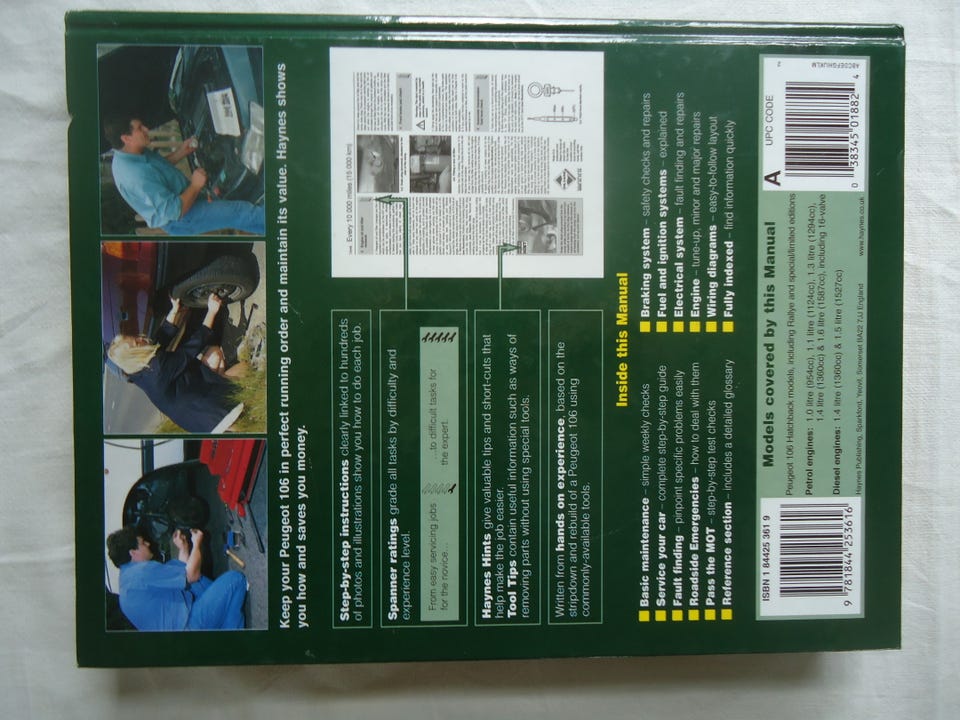 Keep your Peugeot 106 in perfect running order and maintain its value. Haynes shows
you how and saves you money.
Step-by-step instructions clearly linked to hundreds
of photos and illustrations show you how to do each job.
Spanner ratings grade all tasks by difficulty and
experience level.
From easy servicing jobs
for the novice...
...to difficult tasks for
the expert.
Haynes Hints give valuable tips and short-cuts that
help make the job easier.
Tool Tips contain useful information such as ways of
removing parts without using special tools.
Written from hands on experience, based on the
stripdown and rebuild of a Peugeot 106 using
commonly-available tools.
Every 10 000 miles (15 000 km)
Inside this Manual
Basic maintenance – simple weekly checks
Service your car – complete step-by-step guide
Fault finding – pinpoint specific problems easily
Roadside Emergencies – how to deal with them
Pass the MOT – step-by-step test checks
Reference section – includes a detailed glossary
Braking system – safety checks and repairs
Fuel and ignition systems – explained
Electrical system – fault finding and repairs
Engine – tune-up, minor and major repairs
Wiring diagrams – easy-to-follow layout
Fully indexed – find information quickly
ISBN 1 84425 361 9
9 781844 253616
Models covered by this Manual
Peugeot 106 Hatchback models, including Rallye and special/limited editions
Petrol engines: 1.0 litre (954cc), 1.1 litre (1124cc), 1.3 litre (1294cc),
1.4 litre (1360cc) & 1.6 litre (1587cc), including 16-valve
Diesel engines: 1.4 litre (1360cc) & 1.5 litre (1527cc)
Haynes Publishing, Sparkford, Yeovil, Somerset BA22 7JJ England
www.haynes.co.uk
A
UPC CODE
0 38345 01882 4
2
ABCDEFGHIJKLM